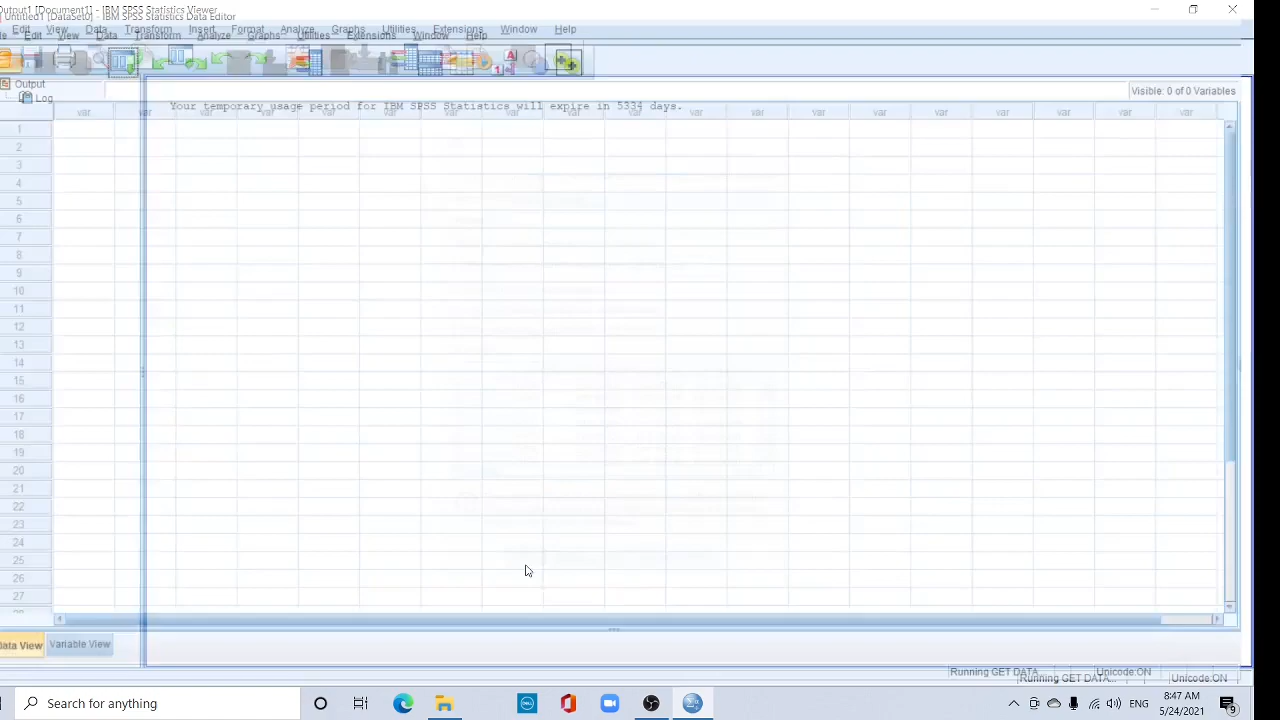 Output1 [Document1] - IBM SPSS Statistics Viewer
Untitled1 [DataSet0] - IBM SPSS Statistics Data Editor
Edit View Data Transform Insert Format Analyze Graphs Utilities Extensions Window Help
Edit View Data Transform Analyze Graphs Utilities Extensions Window Help
Output
Log
Visible: 0 of 0 Variables
Your temporary usage period for IBM SPSS Statistics will expire in 5334 days.
var var var var var var var var var var var var var var var var var var var
1
2
3
4
5
6
7
8
9
10
11
12
13
14
15
16
17
18
19
20
21
22
23
24
25
26
27
28
Data View Variable View
Running GET DATA... Unicode:ON
Running GET DATA... Unicode:ON
Search for anything
ENG
8:47 AM
5/24/2021
9